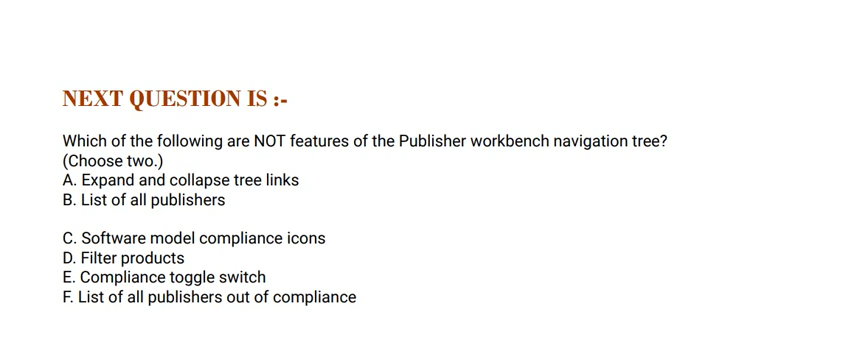 NEXT QUESTION IS :-
Which of the following are NOT features of the Publisher workbench navigation tree?
(Choose two.)
A. Expand and collapse tree links
B. List of all publishers
C. Software model compliance icons
D. Filter products
E. Compliance toggle switch
F. List of all publishers out of compliance